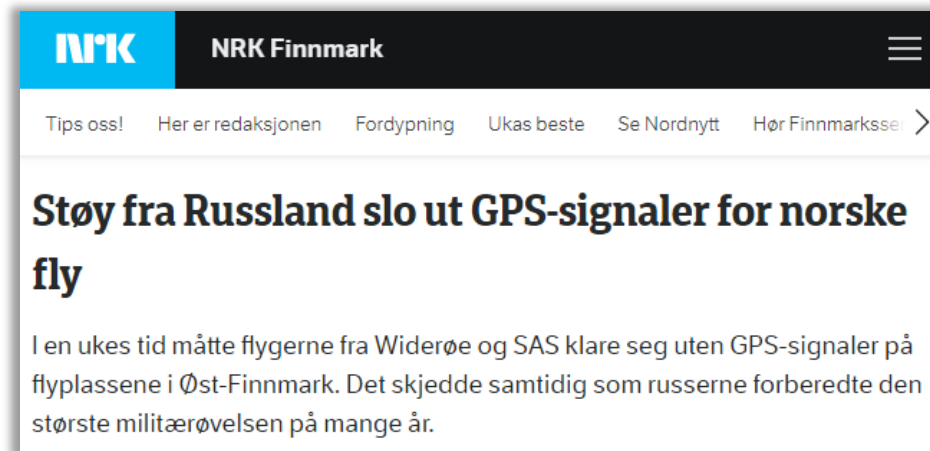 NRK
NRK Finnmark
Tips oss! Her er redaksjonen Fordypning Ukas beste Se Nordnytt Hør Finnmarksse
Støy fra Russland slo ut GPS-signaler for norske
fly
I en ukes tid måtte flygerne fra Widerøe og SAS klare seg uten GPS-signaler på
flyplassene i Øst-Finnmark. Det skjedde samtidig som russerne forberedte den
største militærøvelsen på mange år.